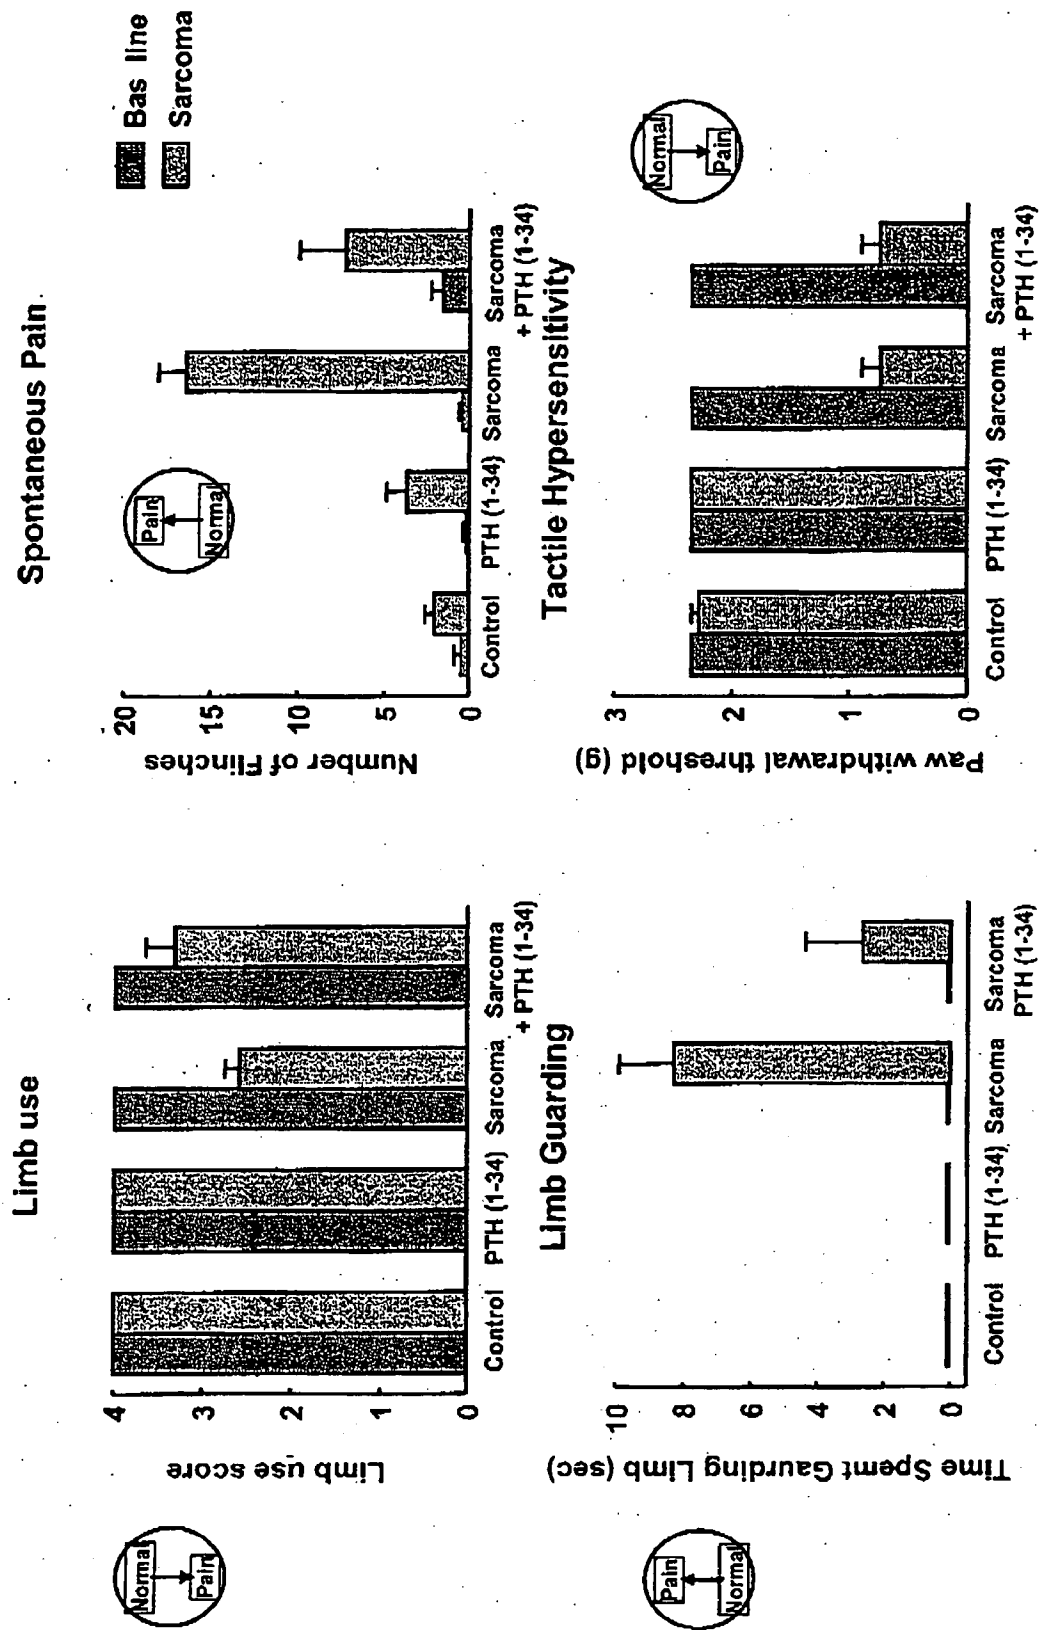 Limb use
Normal
Pain
Limb use score
4
3
2
1
0
Control PTH (1-34) Sarcoma Sarcoma
+ PTH (1-34)
Spontaneous Pain
Bas line
Sarcoma
Pain
Normal
Number of Flinches
20
15
10
5
0
Control PTH (1-34) Sarcoma Sarcoma
+ PTH (1-34)
Limb Guarding
Pain
Normal
Time Spemt Gaurding Limb (sec)
10
8
6
4
2
0
Control PTH (1-34) Sarcoma Sarcoma
PTH (1-34)
Tactile Hypersensitivity
Normal
Pain
Paw withdrawal threshold (g)
3
2
1
0
Control PTH (1-34) Sarcoma Sarcoma
+ PTH (1-34)